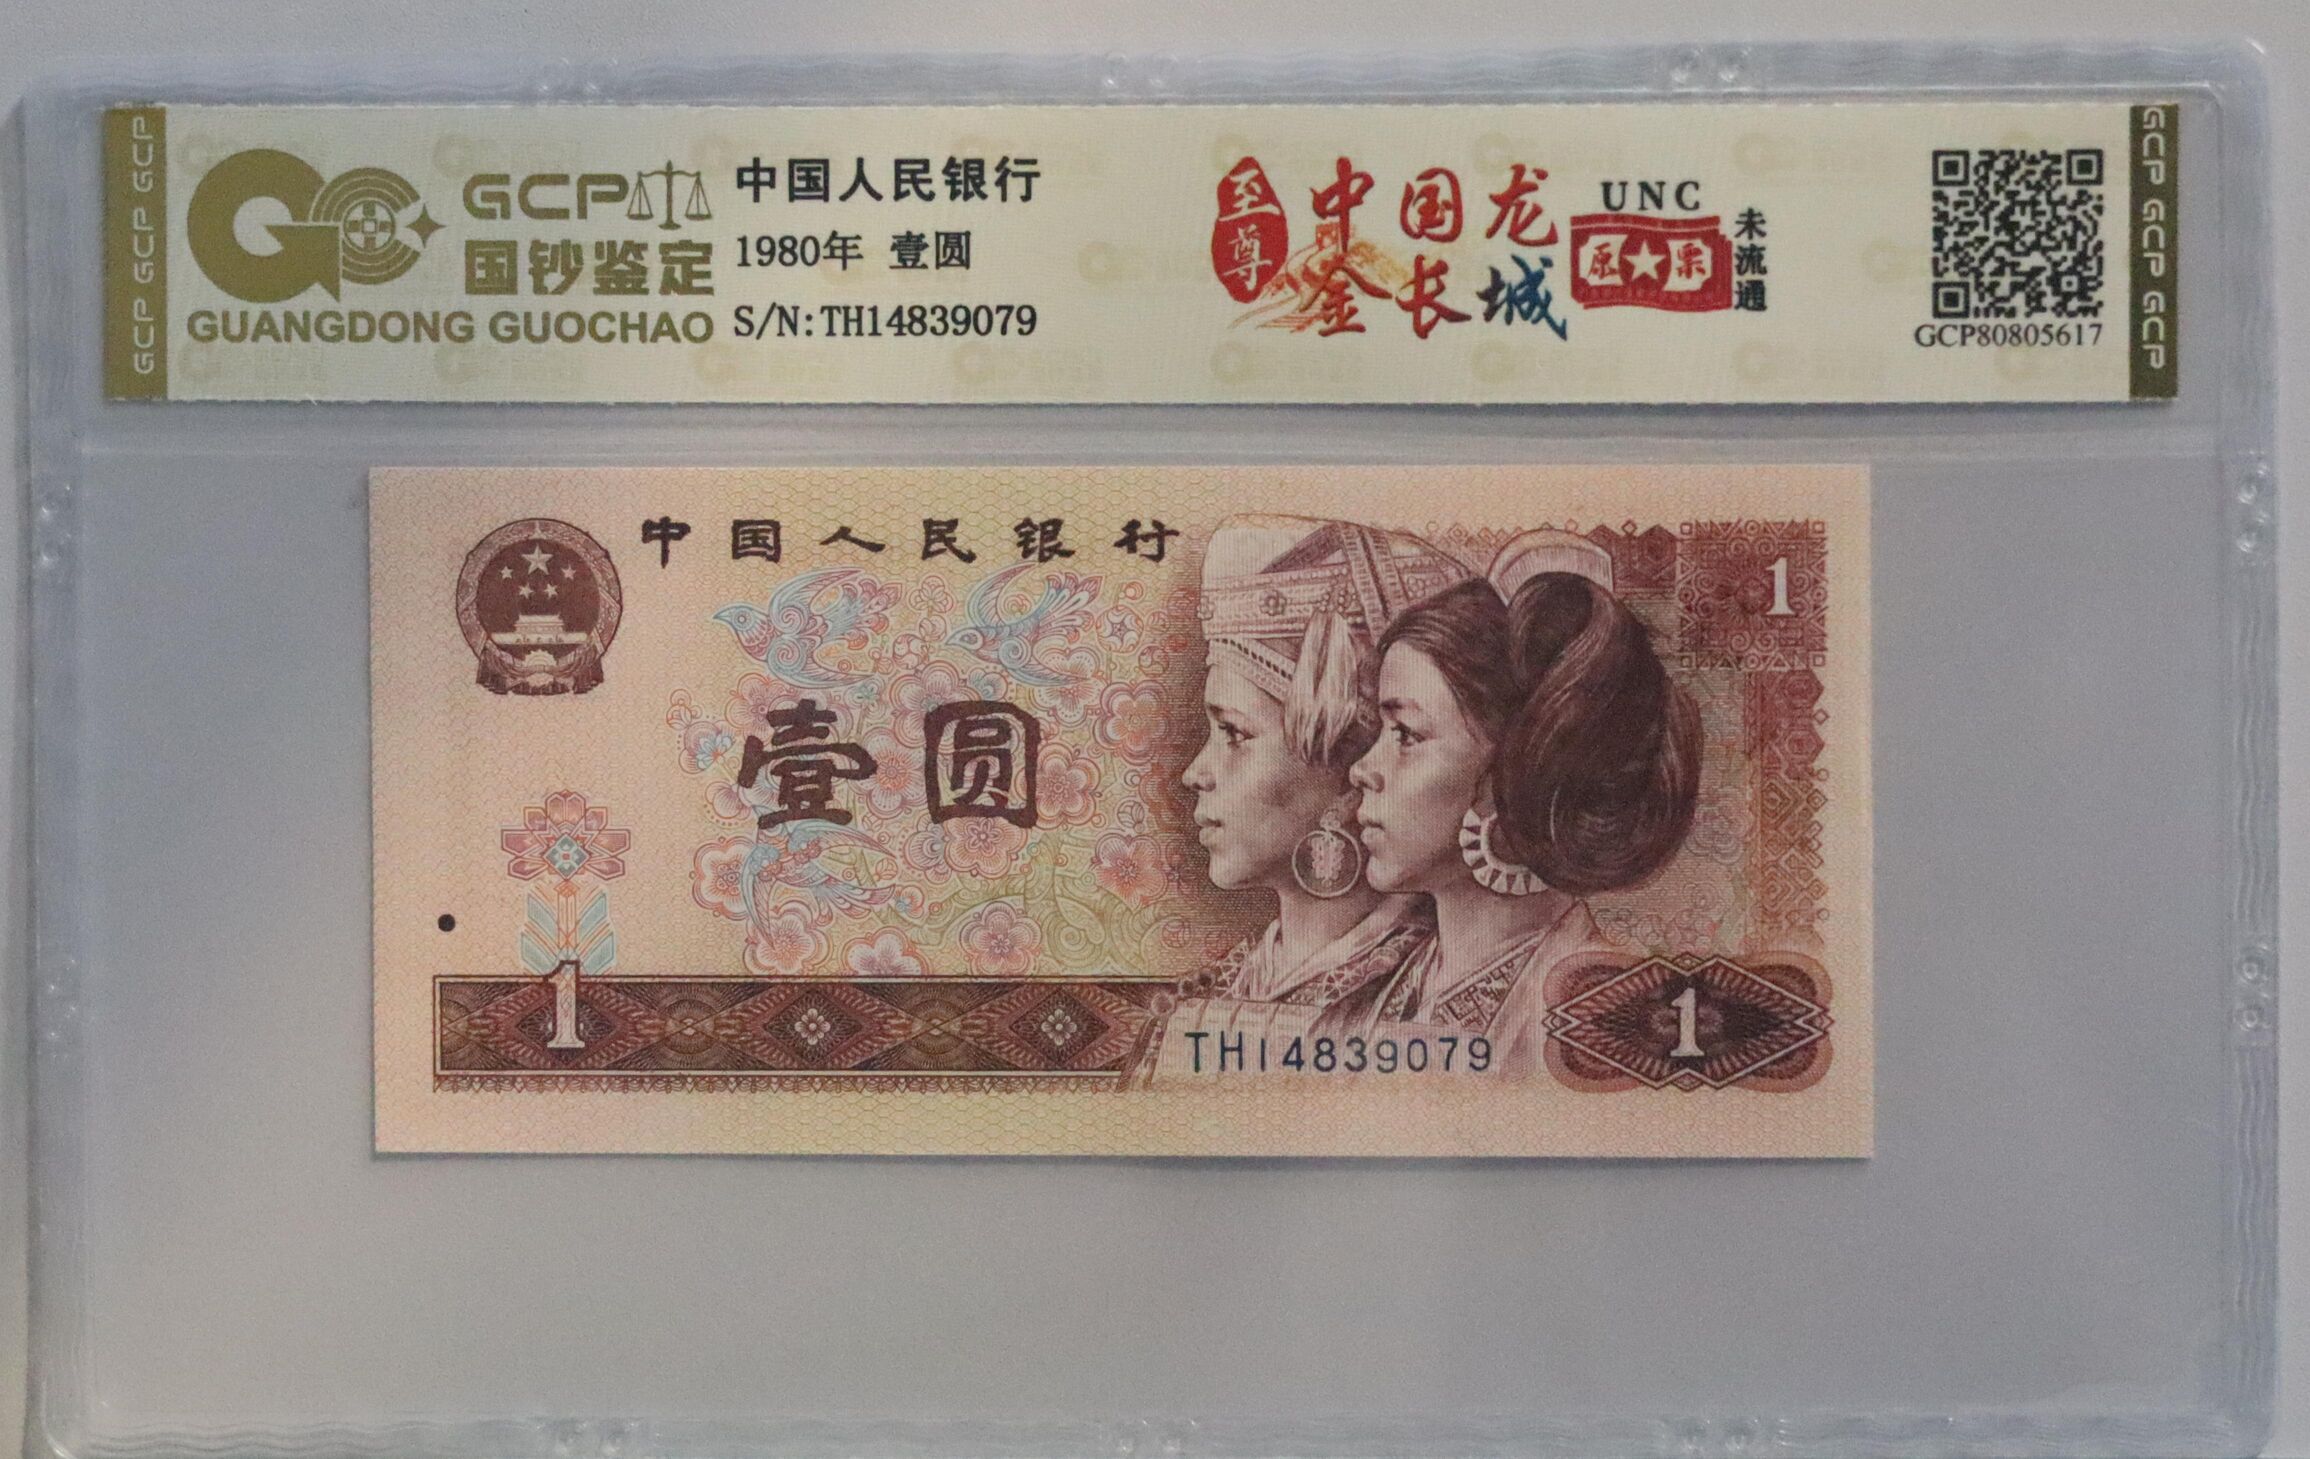 GCP GCP GCP
GCP
国钞鉴定
GUANGDONG GUOCHAO
中国人民银行
1980年 壹圆
S/N:TH14839079
至尊
中国龙
金长城
UNC
原★票
未流通
GCP80805617
GCP GCP GCP
中国人民银行
1
壹圆
1
TH14839079
1